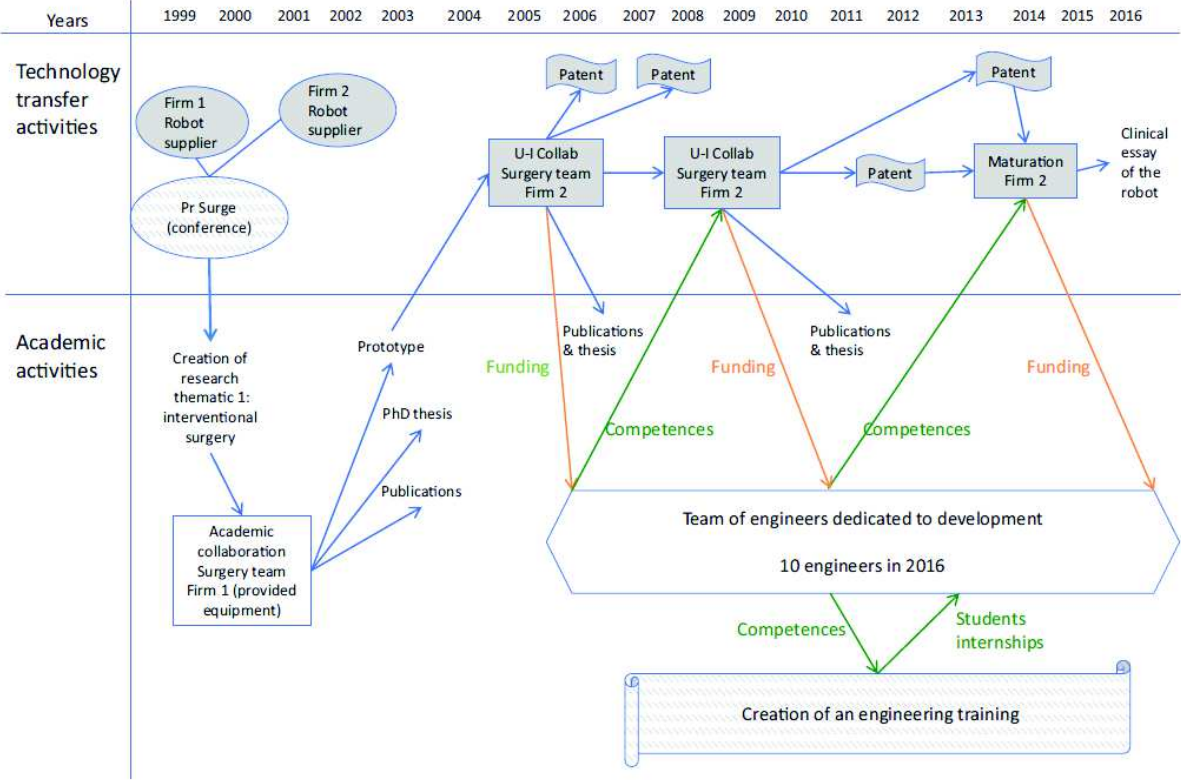 Years 1999 2000 2001 2002 2003 2004 2005 2006 2007 2008 2009 2010 2011 2012 2013 2014 2015 2016
Technology
transfer
activities
Firm 1
Robot
supplier
Firm 2
Robot
supplier
Pr Surge
(conference)
Patent
Patent
U-I Collab
Surgery team
Firm 2
U-I Collab
Surgery team
Firm 2
Patent
Patent
Maturation
Firm 2
Clinical
essay
of the
robot
Academic
activities
Creation of
research
thematic 1:
interventional
surgery
Prototype
PhD thesis
Publications
Academic
collaboration
Surgery team
Firm 1 (provided
equipment)
Publications
& thesis
Publications
& thesis
Funding
Funding
Funding
Competences
Competences
Team of engineers dedicated to development
10 engineers in 2016
Competences
Students
internships
Creation of an engineering training